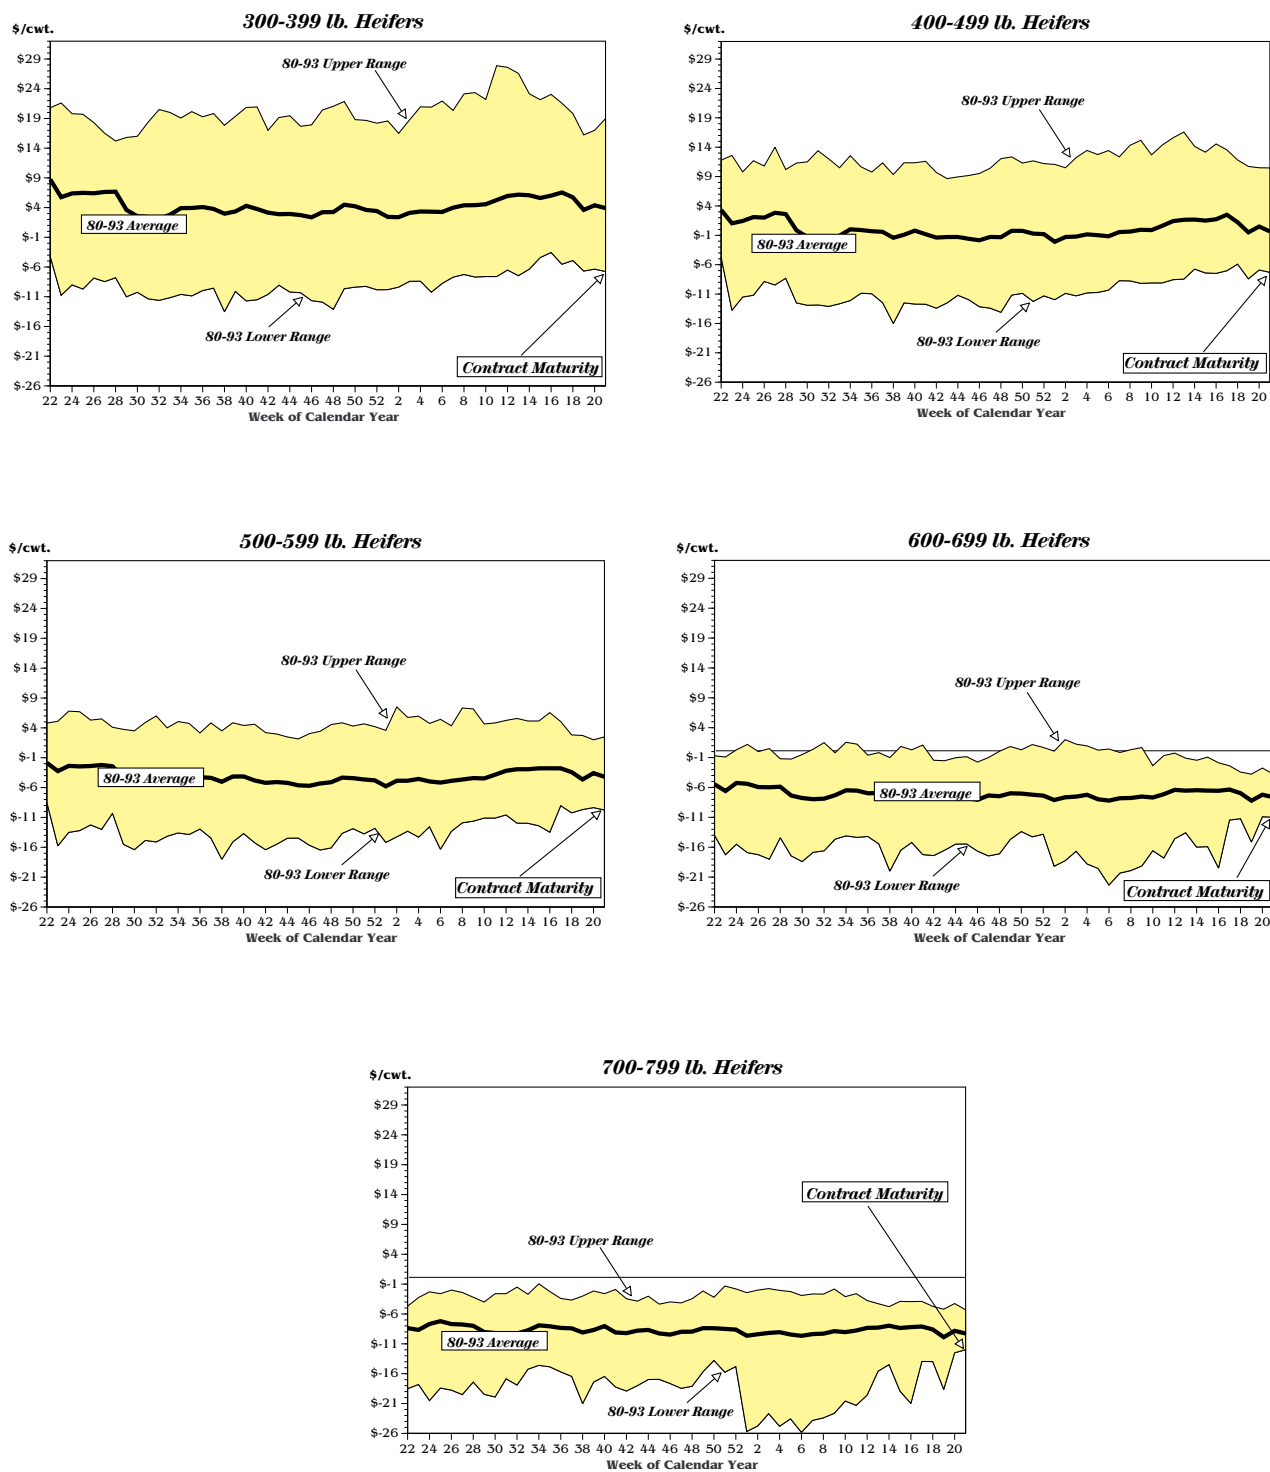 300-399 lb. Heifers
$/cwt.
$29
$24
$19
$14
$9
$4
$-1
$-6
$-11
$-16
$-21
$-26
80-93 Upper Range
80-93 Average
80-93 Lower Range
Contract Maturity
22 24 26 28 30 32 34 36 38 40 42 44 46 48 50 52 2 4 6 8 10 12 14 16 18 20
Week of Calendar Year
400-499 lb. Heifers
$/cwt.
$29
$24
$19
$14
$9
$4
$-1
$-6
$-11
$-16
$-21
$-26
80-93 Upper Range
80-93 Average
80-93 Lower Range
Contract Maturity
22 24 26 28 30 32 34 36 38 40 42 44 46 48 50 52 2 4 6 8 10 12 14 16 18 20
Week of Calendar Year
500-599 lb. Heifers
$/cwt.
$29
$24
$19
$14
$9
$4
$-1
$-6
$-11
$-16
$-21
$-26
80-93 Upper Range
80-93 Average
80-93 Lower Range
Contract Maturity
22 24 26 28 30 32 34 36 38 40 42 44 46 48 50 52 2 4 6 8 10 12 14 16 18 20
Week of Calendar Year
600-699 lb. Heifers
$/cwt.
$29
$24
$19
$14
$9
$4
$-1
$-6
$-11
$-16
$-21
$-26
80-93 Upper Range
80-93 Average
80-93 Lower Range
Contract Maturity
22 24 26 28 30 32 34 36 38 40 42 44 46 48 50 52 2 4 6 8 10 12 14 16 18 20
Week of Calendar Year
700-799 lb. Heifers
$/cwt.
$29
$24
$19
$14
$9
$4
$-1
$-6
$-11
$-16
$-21
$-26
Contract Maturity
80-93 Upper Range
80-93 Average
80-93 Lower Range
22 24 26 28 30 32 34 36 38 40 42 44 46 48 50 52 2 4 6 8 10 12 14 16 18 20
Week of Calendar Year